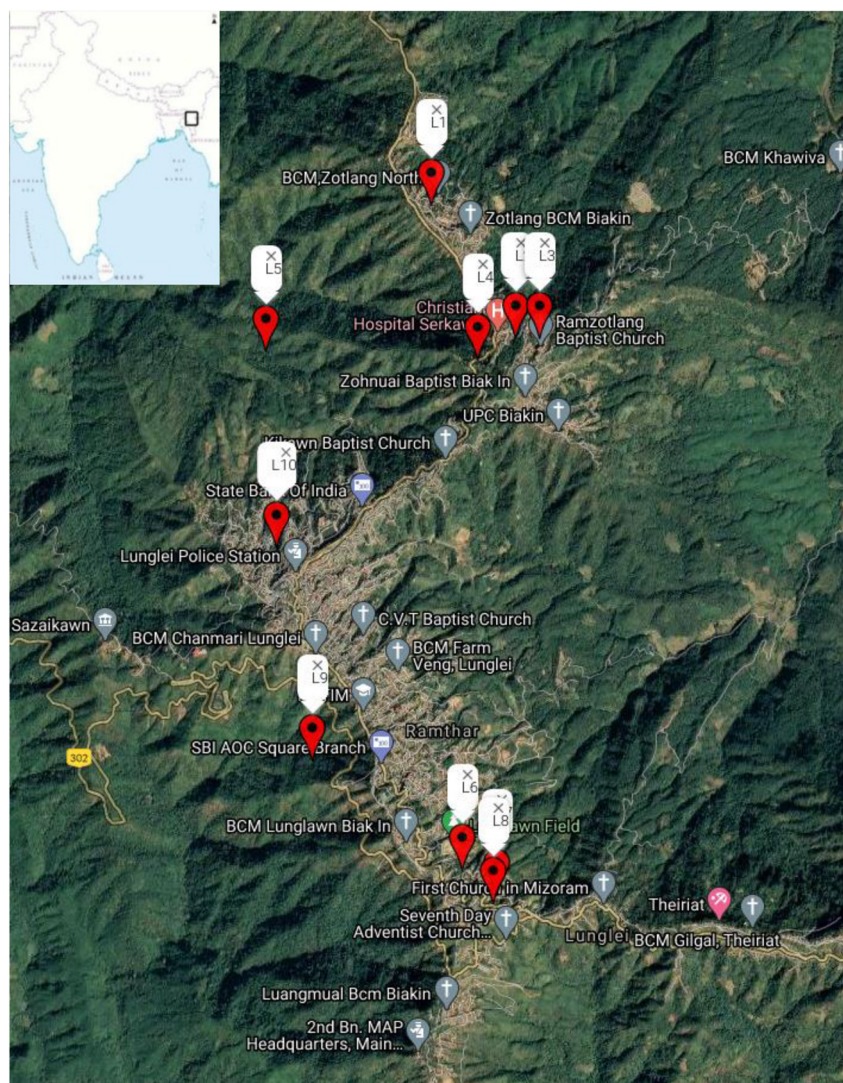 L1
BCM,Zotlang North
BCM Khawiva
Zotlang BCM Biakin
L5
L4
L3
Christian
Hospital Serkaw
Ramzotlang
Baptist Church
Zohnuai Baptist Biak In
UPC Biakin
Kikawn Baptist Church
L10
State Bank Of India
Lunglei Police Station
Sazaikawn
C.V.T Baptist Church
BCM Chanmari Lunglei
BCM Farm
Veng, Lunglei
L9
Ramthar
SBI AOC Square Branch
302
L6
L8
BCM Lunglawn Biak In
First Church in Mizoram
Theiriat
Seventh Day
Adventist Church...
Lunglei
BCM Gilgal, Theiriat
Luangmual Bcm Biakin
2nd Bn. MAP
Headquarters, Main...
INDIAN OCEAN